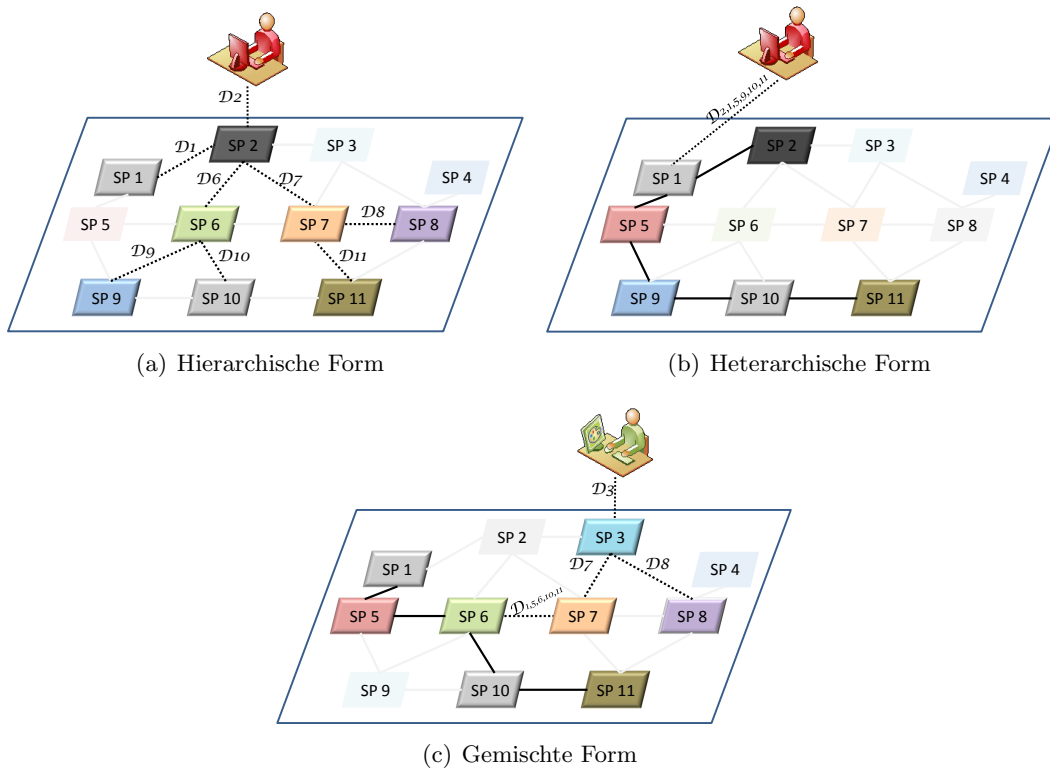 𝒟2
SP 2
SP 3
𝒟1
SP 1
𝒟6
𝒟7
SP 4
SP 5
SP 6
SP 7
𝒟8
SP 8
𝒟9
𝒟10
𝒟11
SP 9
SP 10
SP 11
(a) Hierarchische Form
𝒟2,1,5,9,10,11
SP 2
SP 3
SP 1
SP 4
SP 5
SP 6
SP 7
SP 8
SP 9
SP 10
SP 11
(b) Heterarchische Form
𝒟3
SP 2
SP 3
SP 1
𝒟7
𝒟8
SP 4
SP 5
SP 6
𝒟1,5,6,10,11
SP 7
SP 8
SP 9
SP 10
SP 11
(c) Gemischte Form